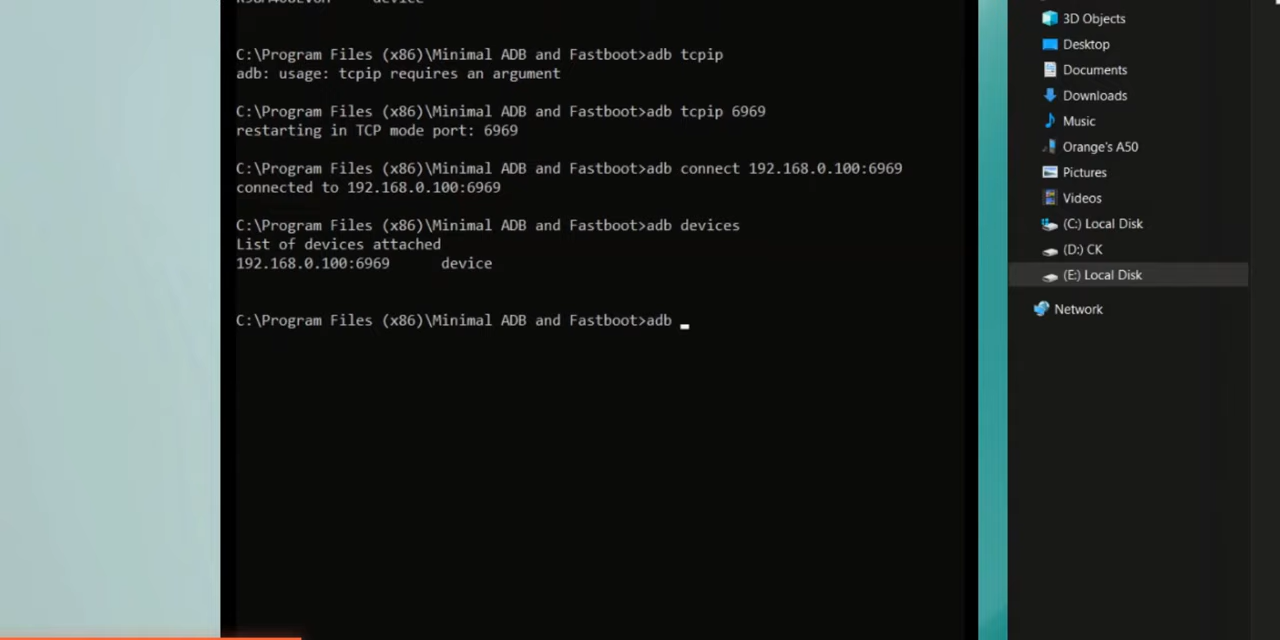 device
C:\Program Files (x86)\Minimal ADB and Fastboot>adb tcpip
adb: usage: tcpip requires an argument
C:\Program Files (x86)\Minimal ADB and Fastboot>adb tcpip 6969
restarting in TCP mode port: 6969
C:\Program Files (x86)\Minimal ADB and Fastboot>adb connect 192.168.0.100:6969
connected to 192.168.0.100:6969
C:\Program Files (x86)\Minimal ADB and Fastboot>adb devices
List of devices attached
192.168.0.100:6969 device
C:\Program Files (x86)\Minimal ADB and Fastboot>adb _
3D Objects
Desktop
Documents
Downloads
Music
Orange's A50
Pictures
Videos
(C:) Local Disk
(D:) CK
(E:) Local Disk
Network